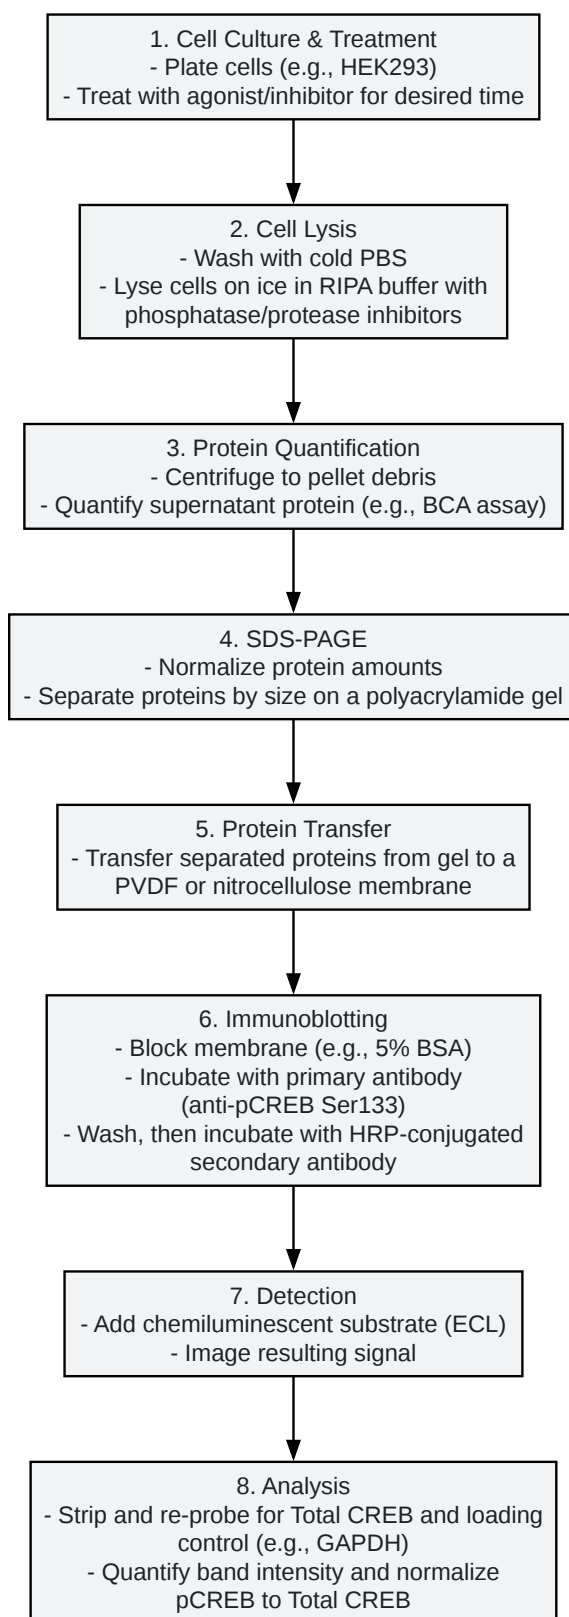 1. Cell Culture & Treatment
- Plate cells (e.g., HEK293)
- Treat with agonist/inhibitor for desired time
2. Cell Lysis
- Wash with cold PBS
- Lyse cells on ice in RIPA buffer with
phosphatase/protease inhibitors
3. Protein Quantification
- Centrifuge to pellet debris
- Quantify supernatant protein (e.g., BCA assay)
4. SDS-PAGE
- Normalize protein amounts
- Separate proteins by size on a polyacrylamide gel
5. Protein Transfer
- Transfer separated proteins from gel to a
PVDF or nitrocellulose membrane
6. Immunoblotting
- Block membrane (e.g., 5% BSA)
- Incubate with primary antibody
(anti-pCREB Ser133)
- Wash, then incubate with HRP-conjugated
secondary antibody
7. Detection
- Add chemiluminescent substrate (ECL)
- Image resulting signal
8. Analysis
- Strip and re-probe for Total CREB and loading
control (e.g., GAPDH)
- Quantify band intensity and normalize
pCREB to Total CREB